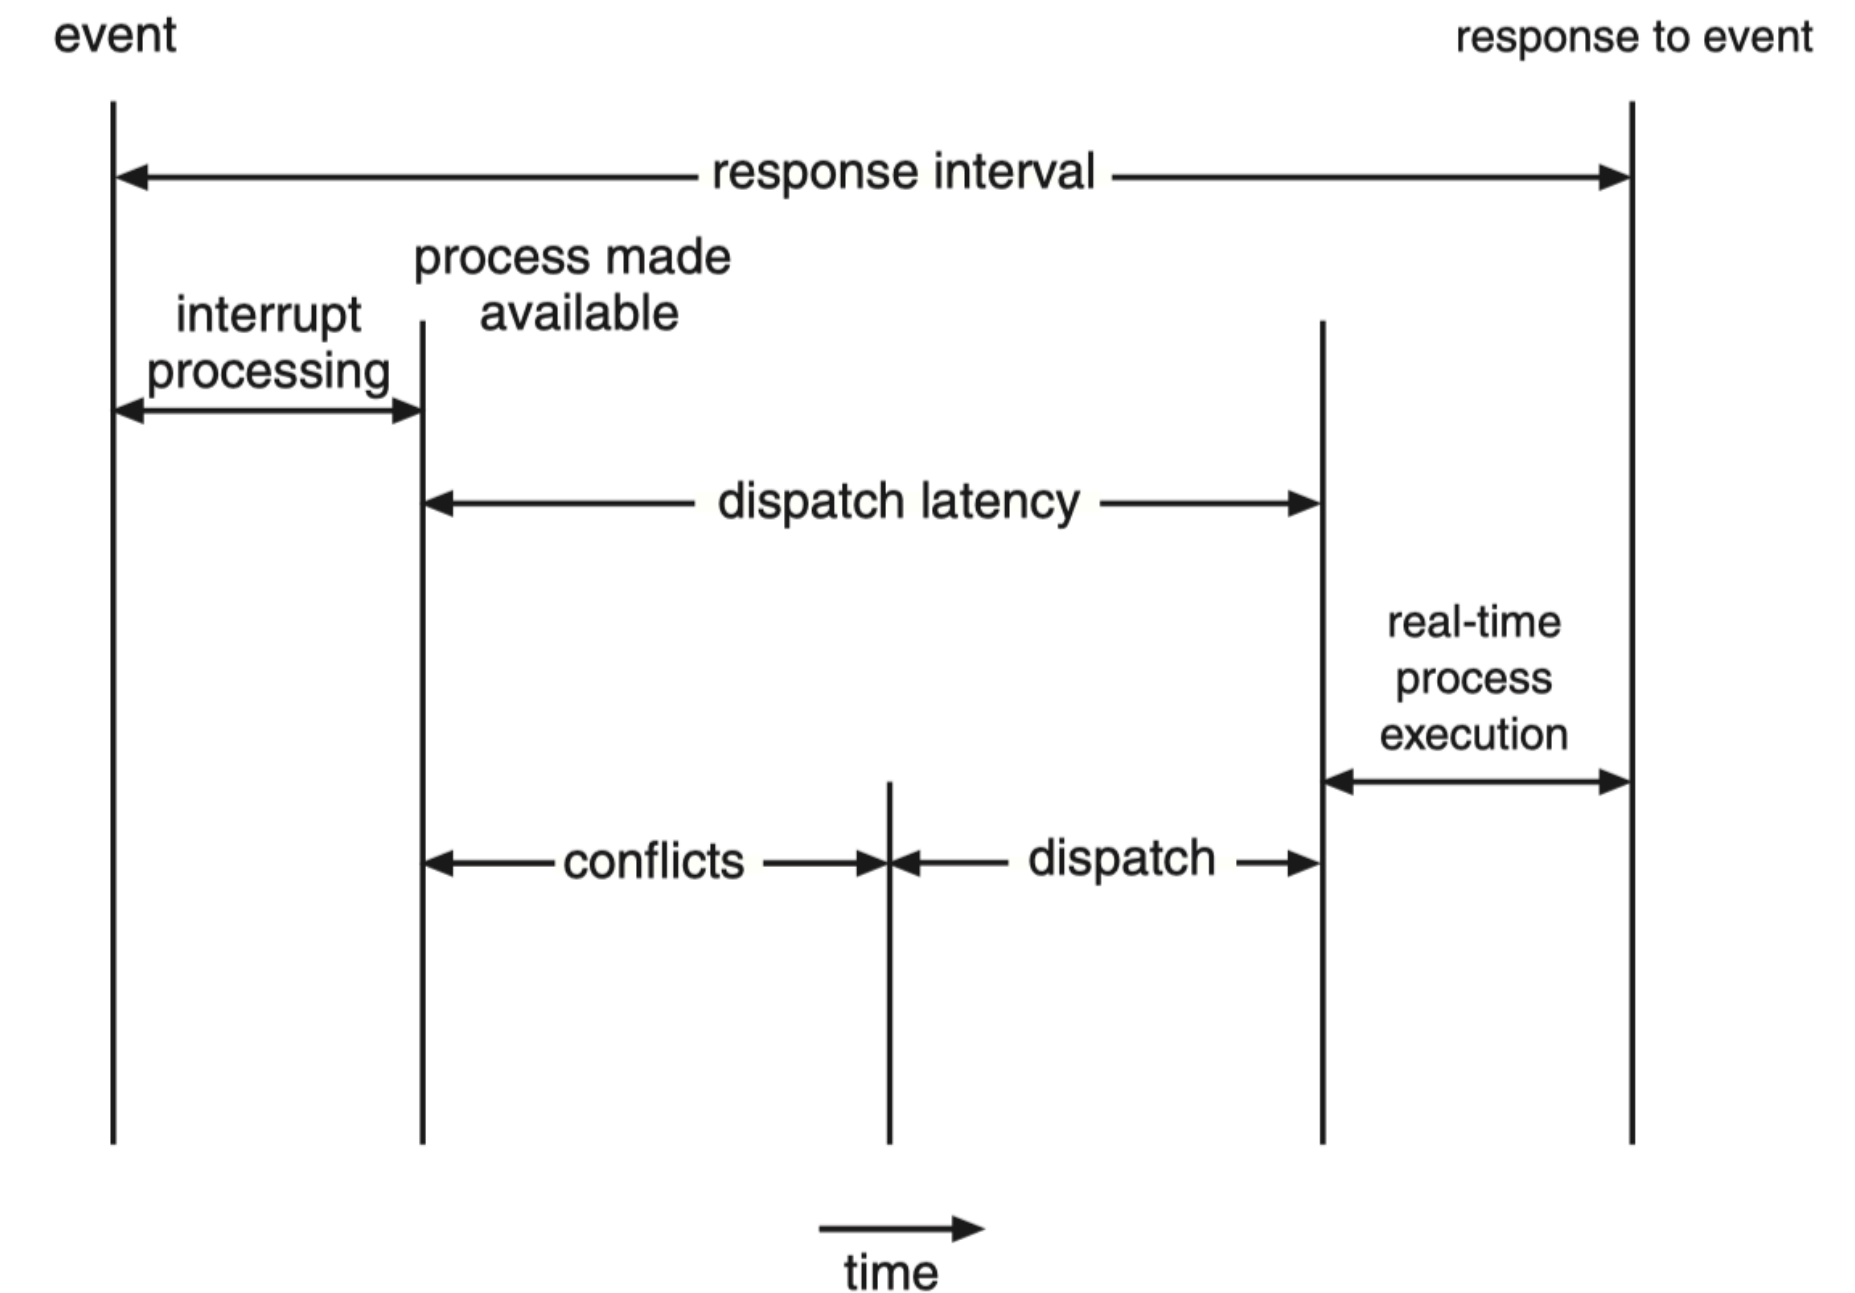 event
response to event
response interval
process made
available
interrupt
processing
dispatch latency
real-time
process
execution
conflicts
dispatch
time